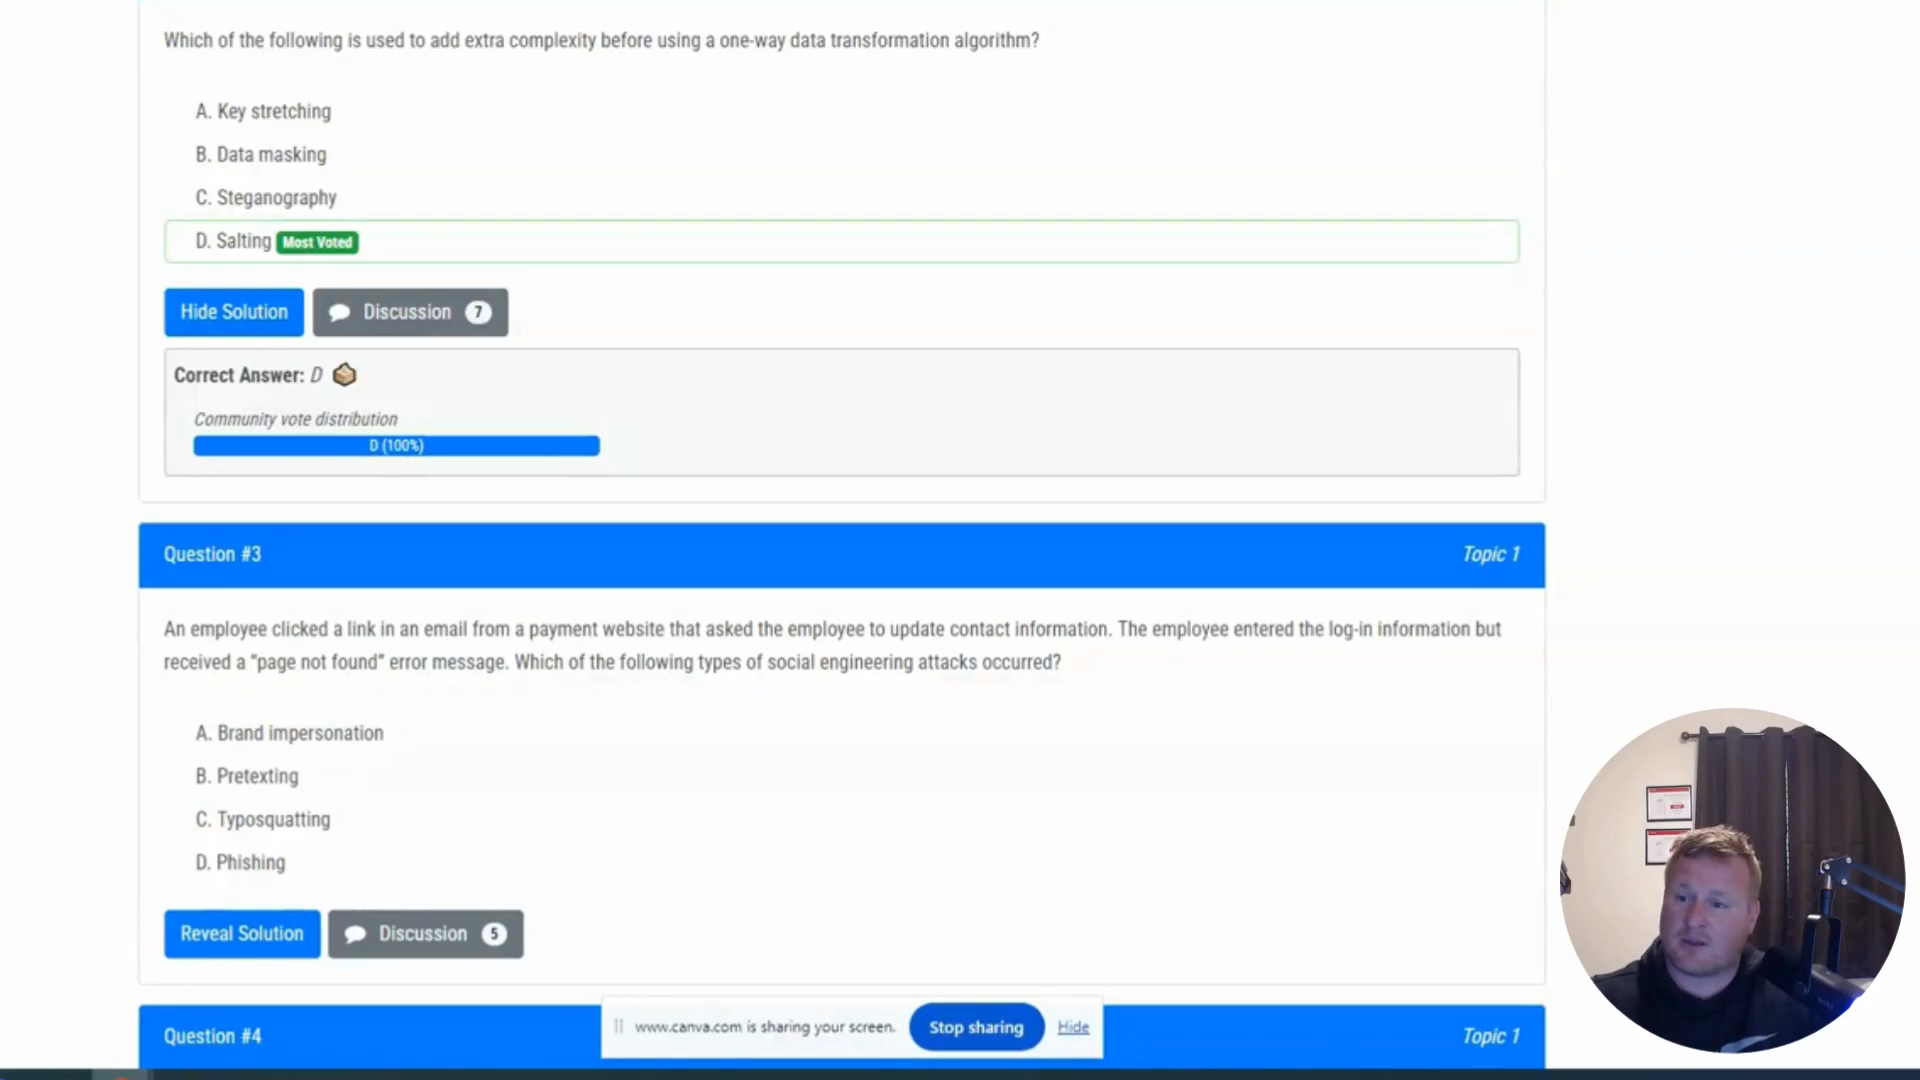 Which of the following is used to add extra complexity before using a one-way data transformation algorithm?
A. Key stretching
B. Data masking
C. Steganography
D. Salting Most Voted
Hide Solution
Discussion 7
Correct Answer: D
Community vote distribution
D (100%)
Question #3
Topic 1
An employee clicked a link in an email from a payment website that asked the employee to update contact information. The employee entered the log-in information but
received a “page not found” error message. Which of the following types of social engineering attacks occurred?
A. Brand impersonation
B. Pretexting
C. Typosquatting
D. Phishing
Reveal Solution
Discussion 5
Question #4
www.canva.com is sharing your screen.
Stop sharing
Hide
Topic 1